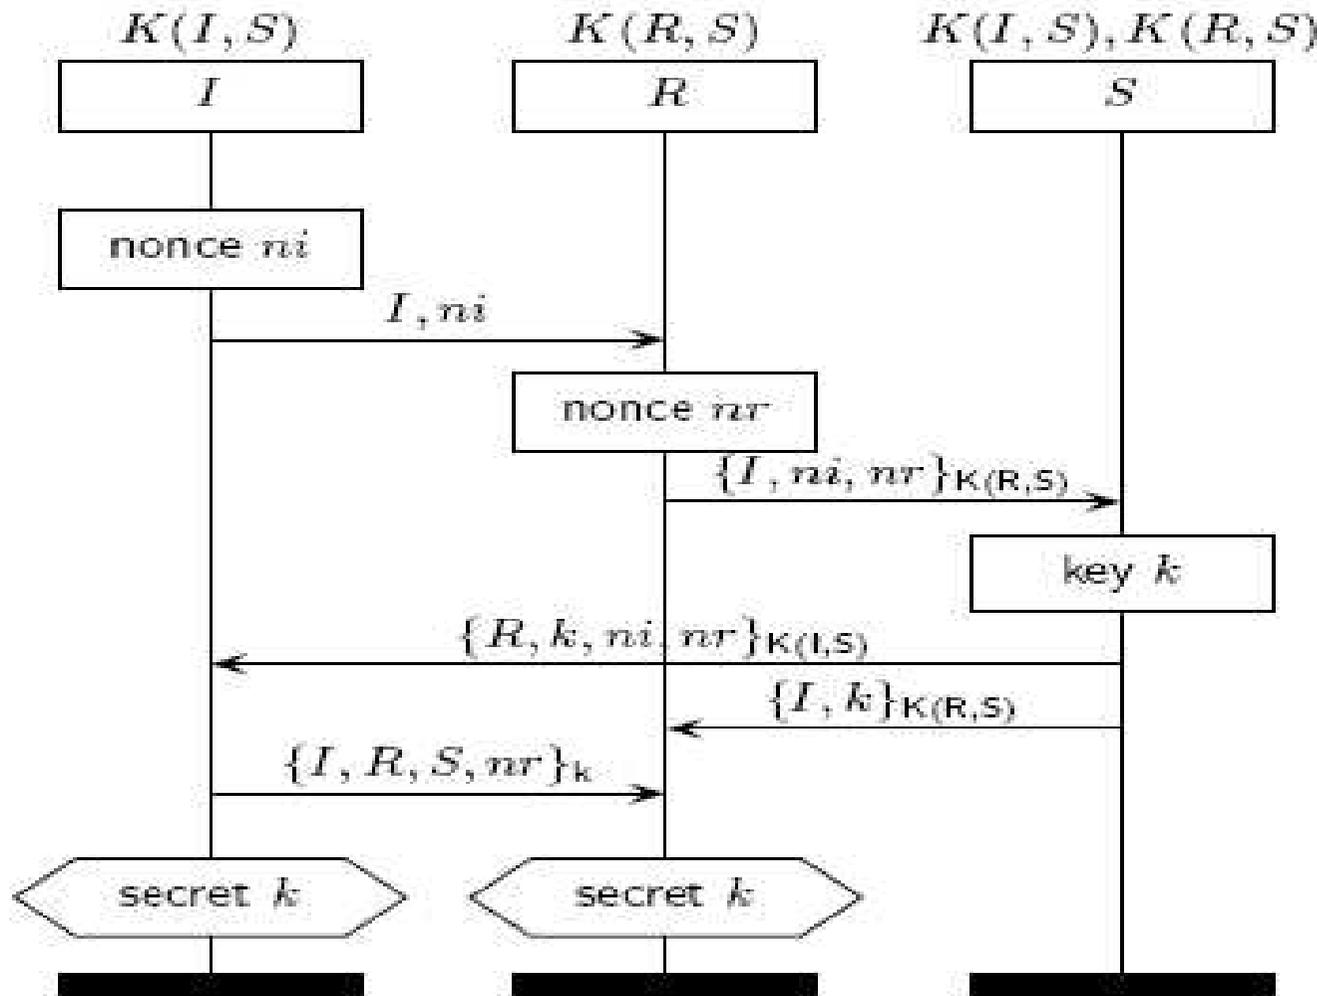 K(I, S) K(R, S) K(I, S), K(R, S)
I R S
nonce ni
I, ni
nonce nr
{I, ni, nr}K(R,S)
key k
{R, k, ni, nr}K(I,S)
{I, k}K(R,S)
{I, R, S, nr}k
secret k secret k